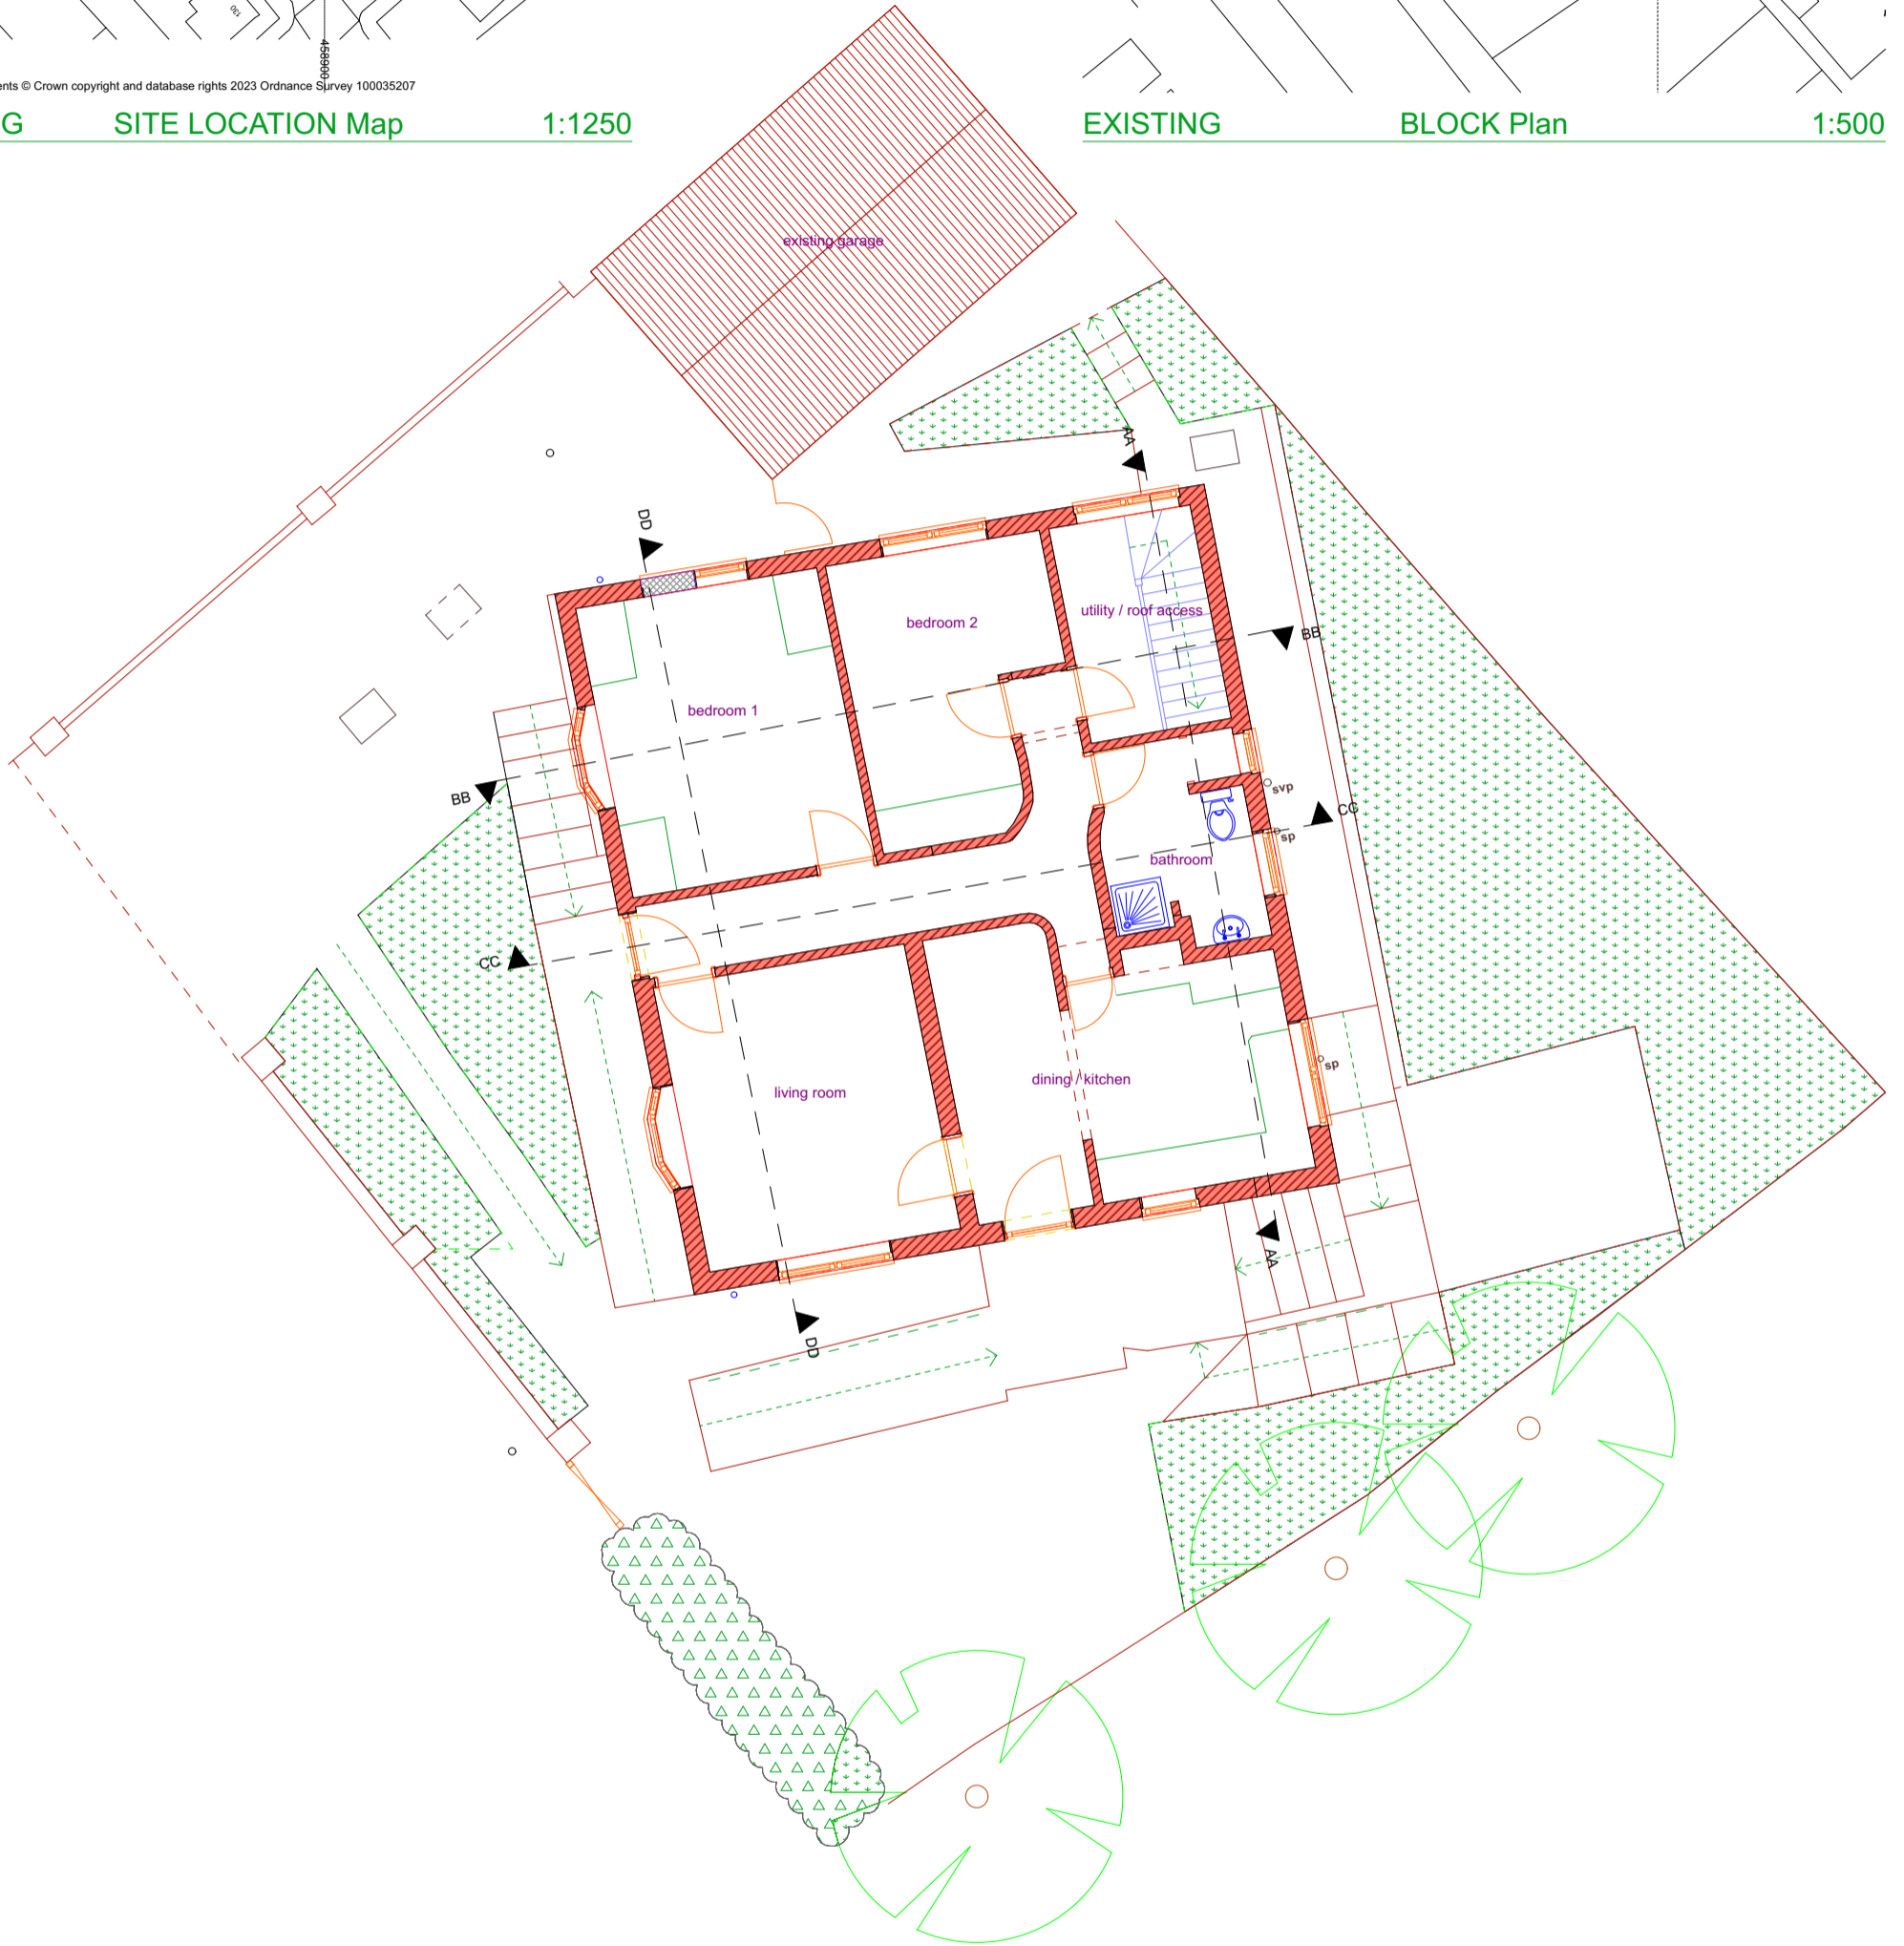 130
458900
ents © Crown copyright and database rights 2023 Ordnance Survey 100035207
G SITE LOCATION Map 1:1250
EXISTING BLOCK Plan 1:500
existing garage
AA
DD
bedroom 2
utility / roof access
BB
bedroom 1
BB
svp
CC
sp
bathroom
CC
sp
dining / kitchen
living room
AA
DD